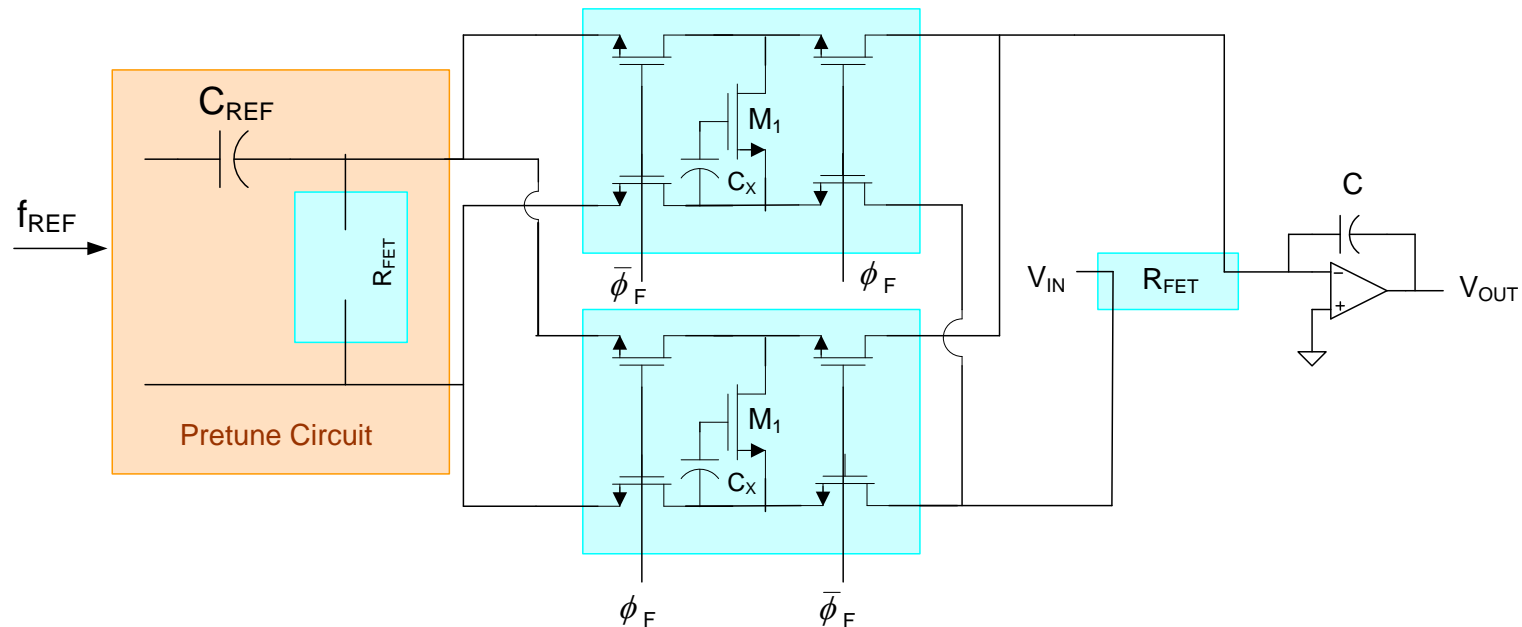 C_REF
f_REF
R_FET
Pretune Circuit
M_1
C_X
φ̅_F
φ_F
M_1
C_X
φ_F
φ̅_F
V_IN
R_FET
C
−
+
V_OUT